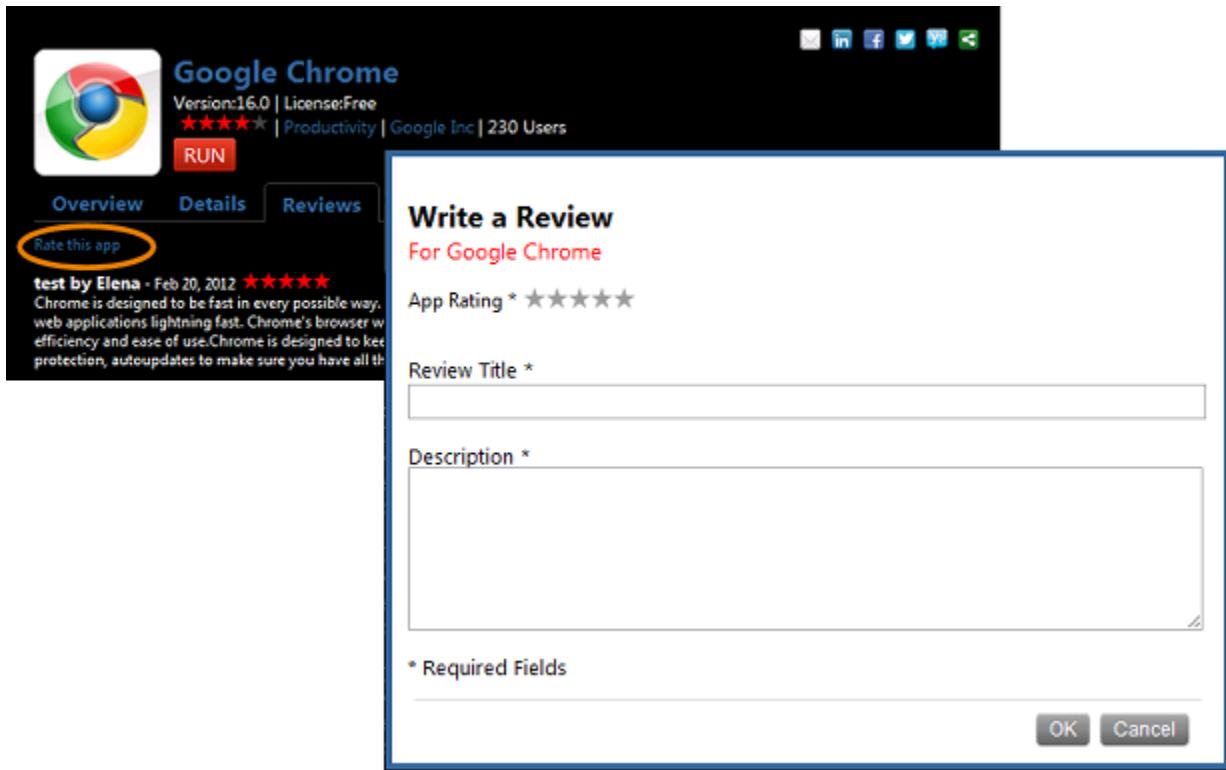 Google Chrome
Version:16.0 | License:Free
| Productivity | Google Inc | 230 Users
RUN
Overview Details Reviews
Rate this app
test by Elena - Feb 20, 2012
Chrome is designed to be fast in every possible way.
web applications lightning fast. Chrome's browser w
efficiency and ease of use.Chrome is designed to kee
protection, autoupdates to make sure you have all th
Write a Review
For Google Chrome
App Rating *
Review Title *
Description *
* Required Fields
OK Cancel